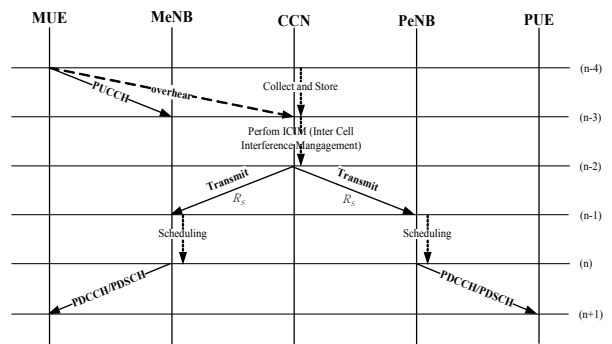 MUE MeNB CCN PeNB PUE
(n-4)
overhear
PUCCH
Collect and Store
(n-3)
Perfom ICIM (Inter Cell
Interference Mangagement)
(n-2)
Transmit Transmit
R_S R_S
(n-1)
Scheduling Scheduling
(n)
PDCCH/PDSCH PDCCH/PDSCH
(n+1)